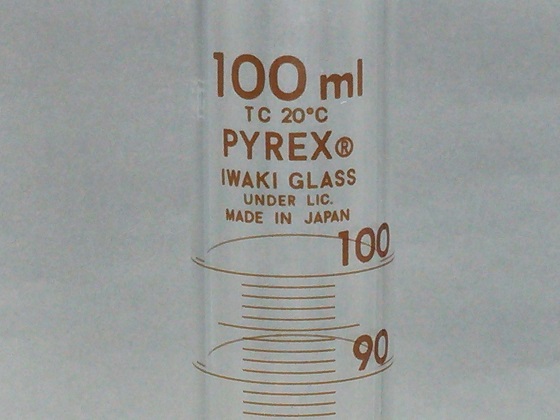 100 ml
TC 20°C
PYREX®
IWAKI GLASS
UNDER LIC.
MADE IN JAPAN
100
90